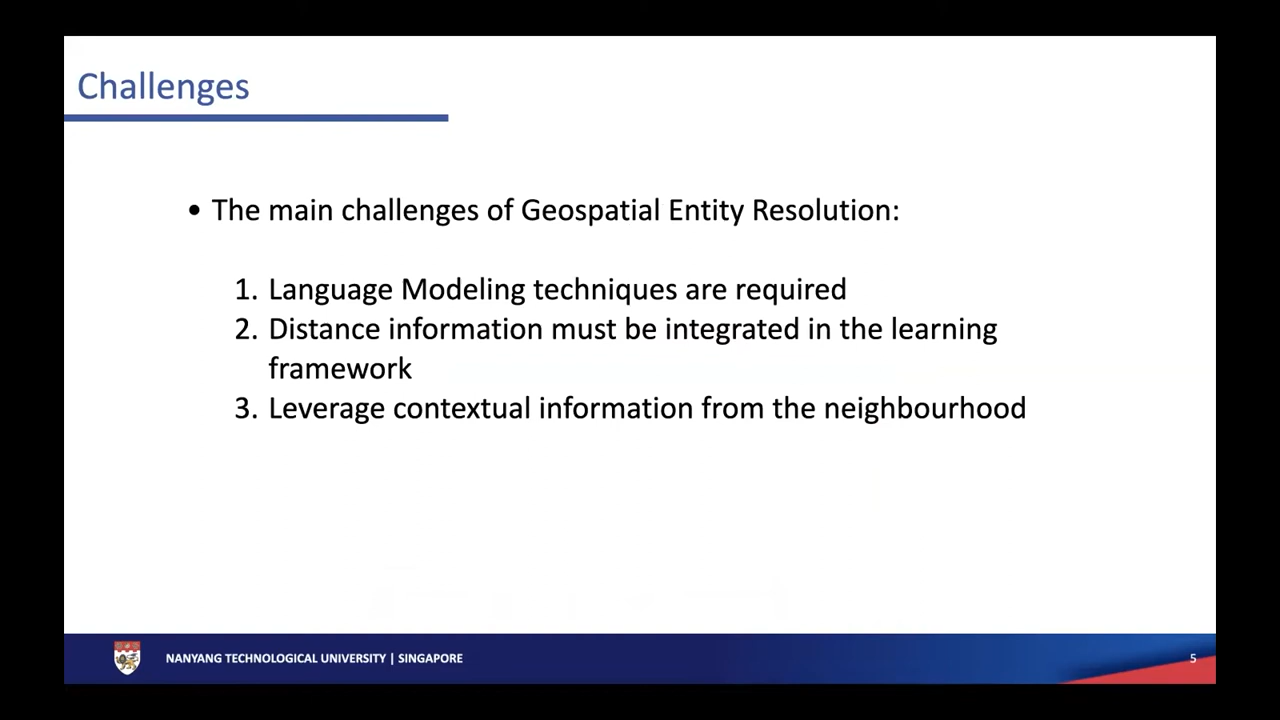 Challenges
• The main challenges of Geospatial Entity Resolution:
1. Language Modeling techniques are required
2. Distance information must be integrated in the learning
framework
3. Leverage contextual information from the neighbourhood
NANYANG TECHNOLOGICAL UNIVERSITY | SINGAPORE
5